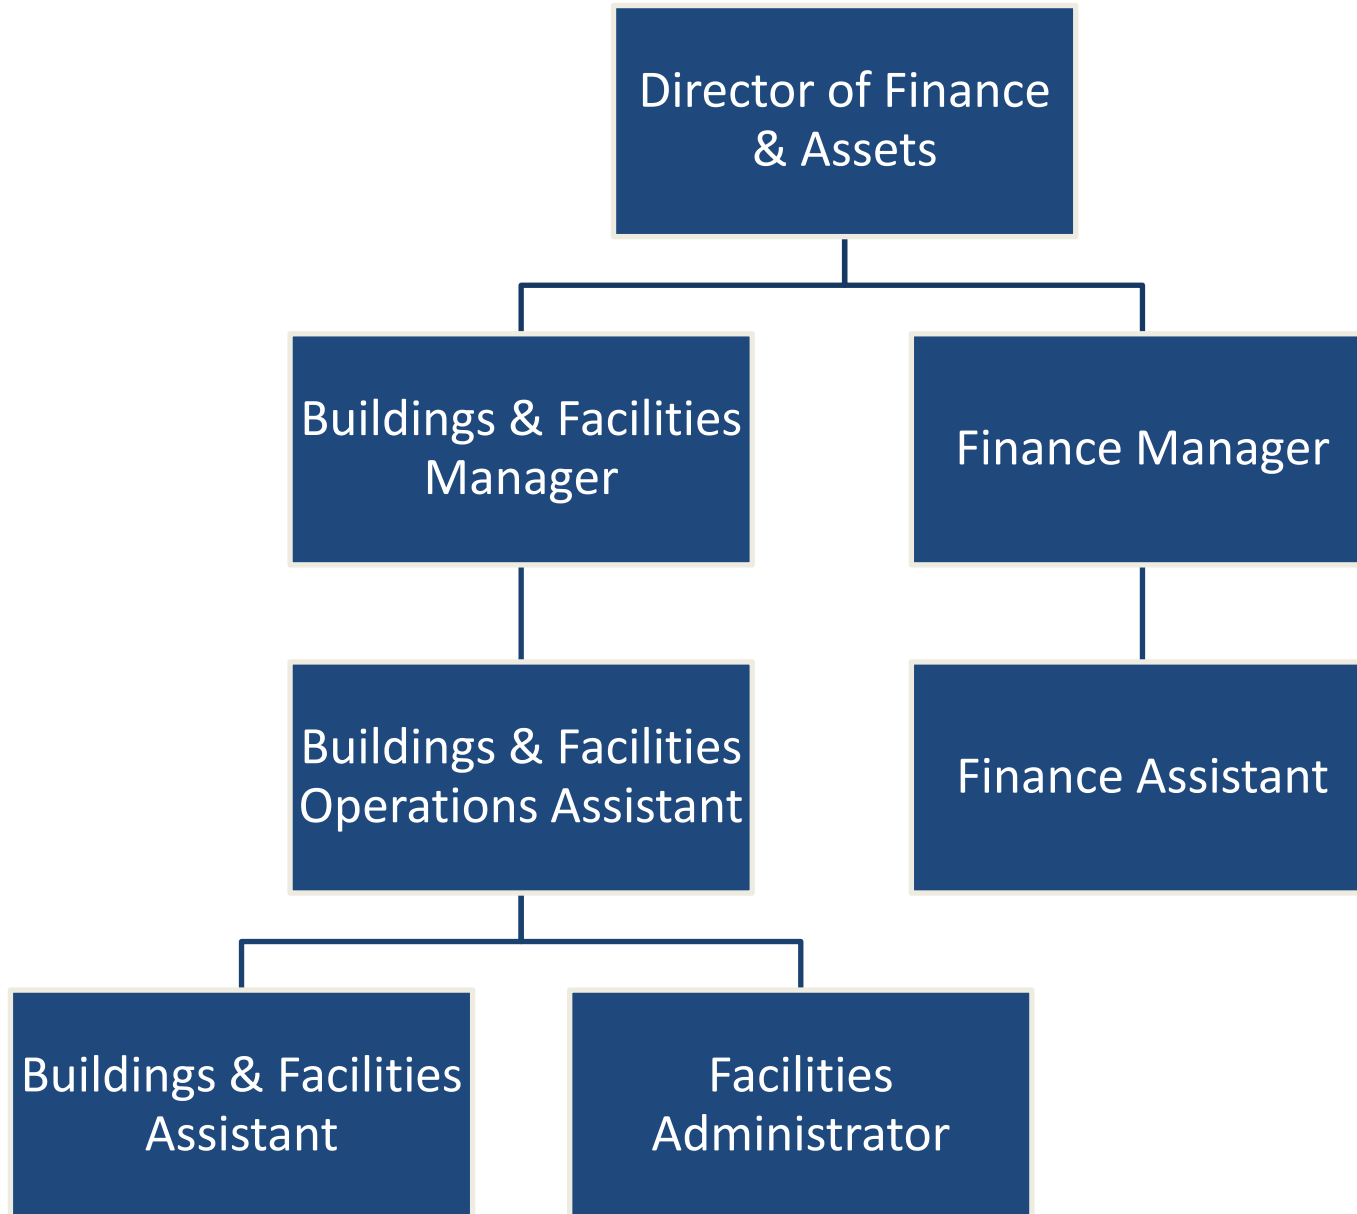 Director of Finance
& Assets
Buildings & Facilities
Manager
Finance Manager
Buildings & Facilities
Operations Assistant
Finance Assistant
Buildings & Facilities
Assistant
Facilities
Administrator